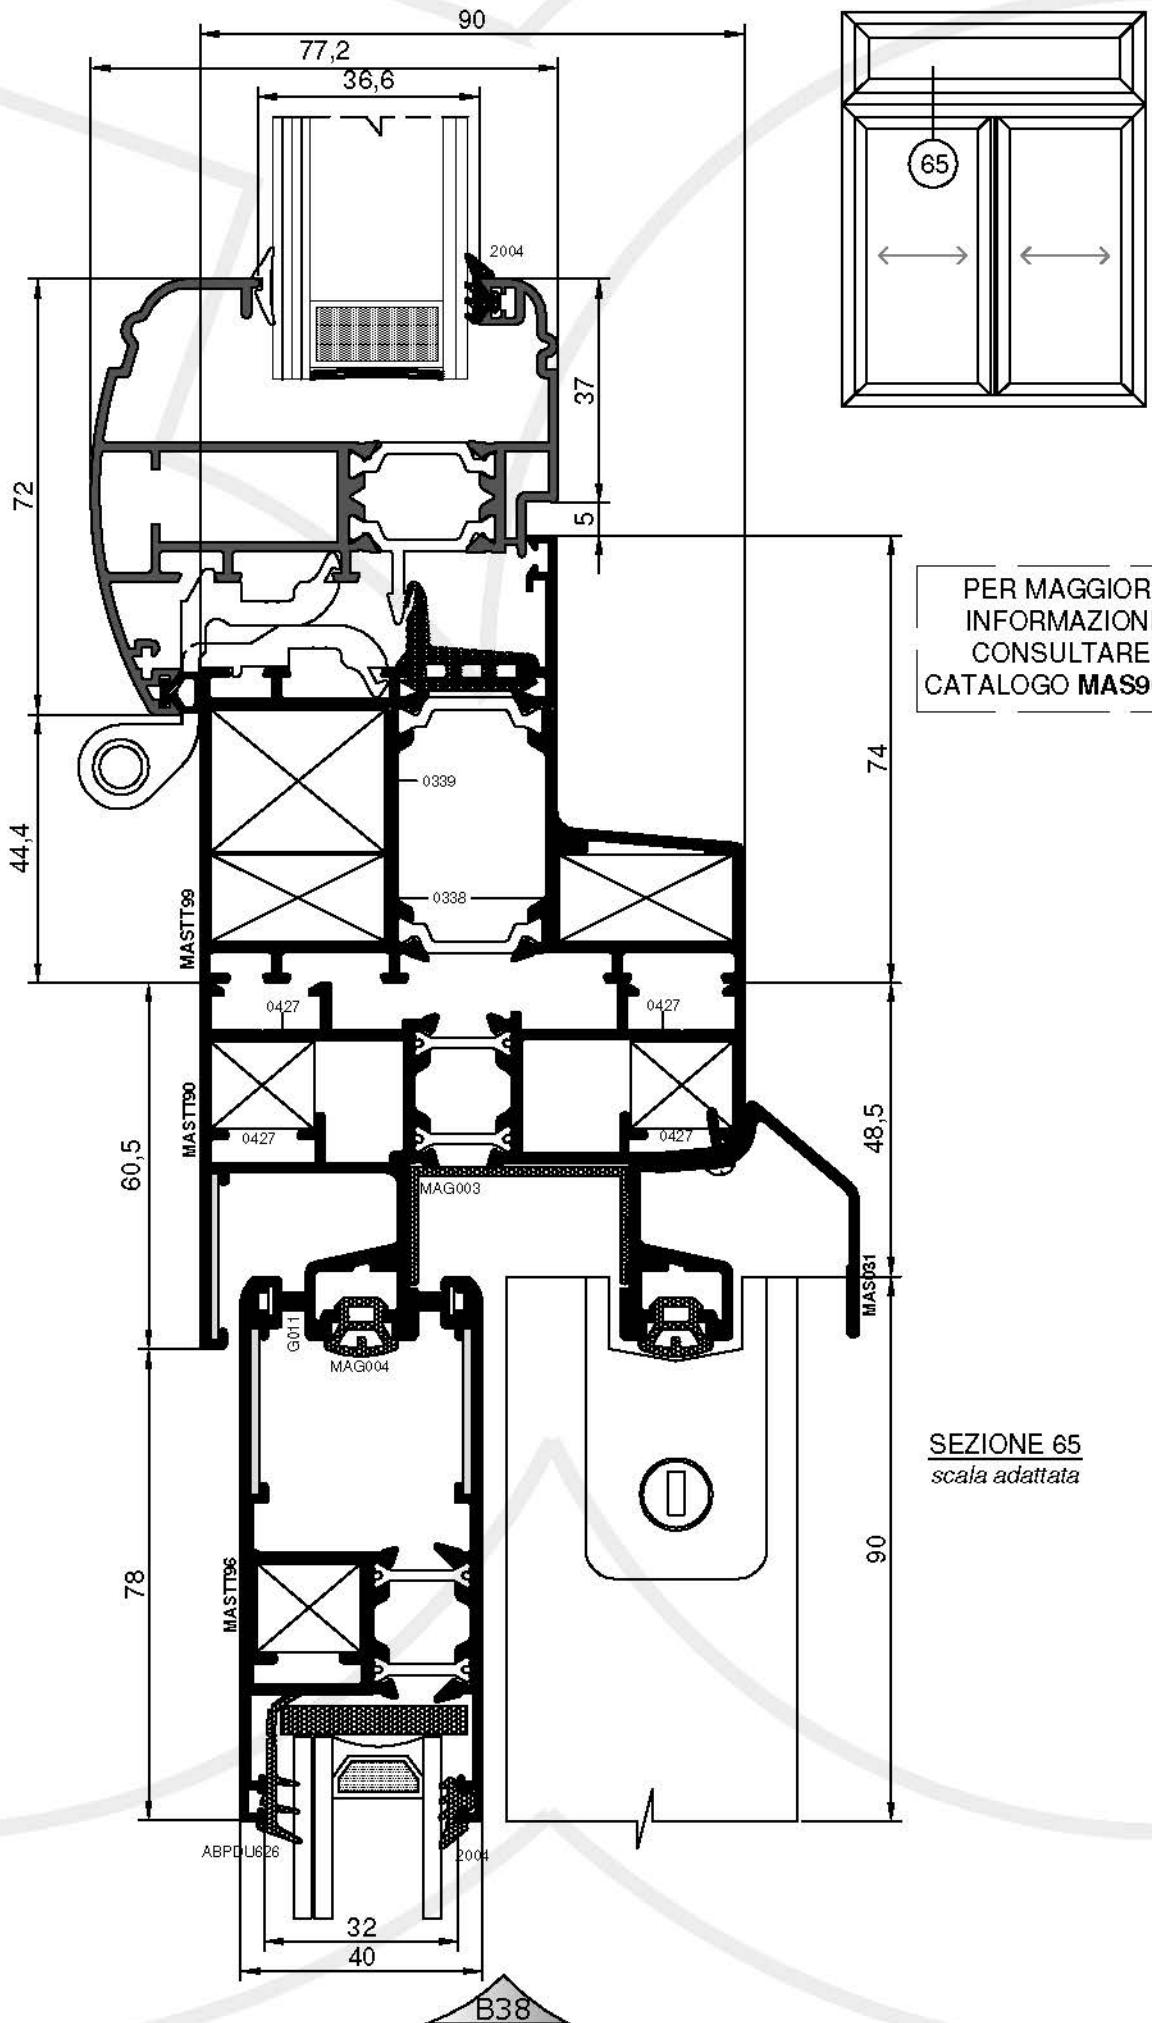 90
77,2
36,6
65
2004
37
72
5
PER MAGGIOR
INFORMAZION
CONSULTARE
CATALOGO MAS9
0339
74
44,4
0338
MASTT99
0427
0427
MASTT90
0427
0427
48,5
60,5
MAG003
MAS031
G011
MAG004
SEZIONE 65
scala adattata
90
78
MASTT96
ABPDU626
2004
32
40
B38